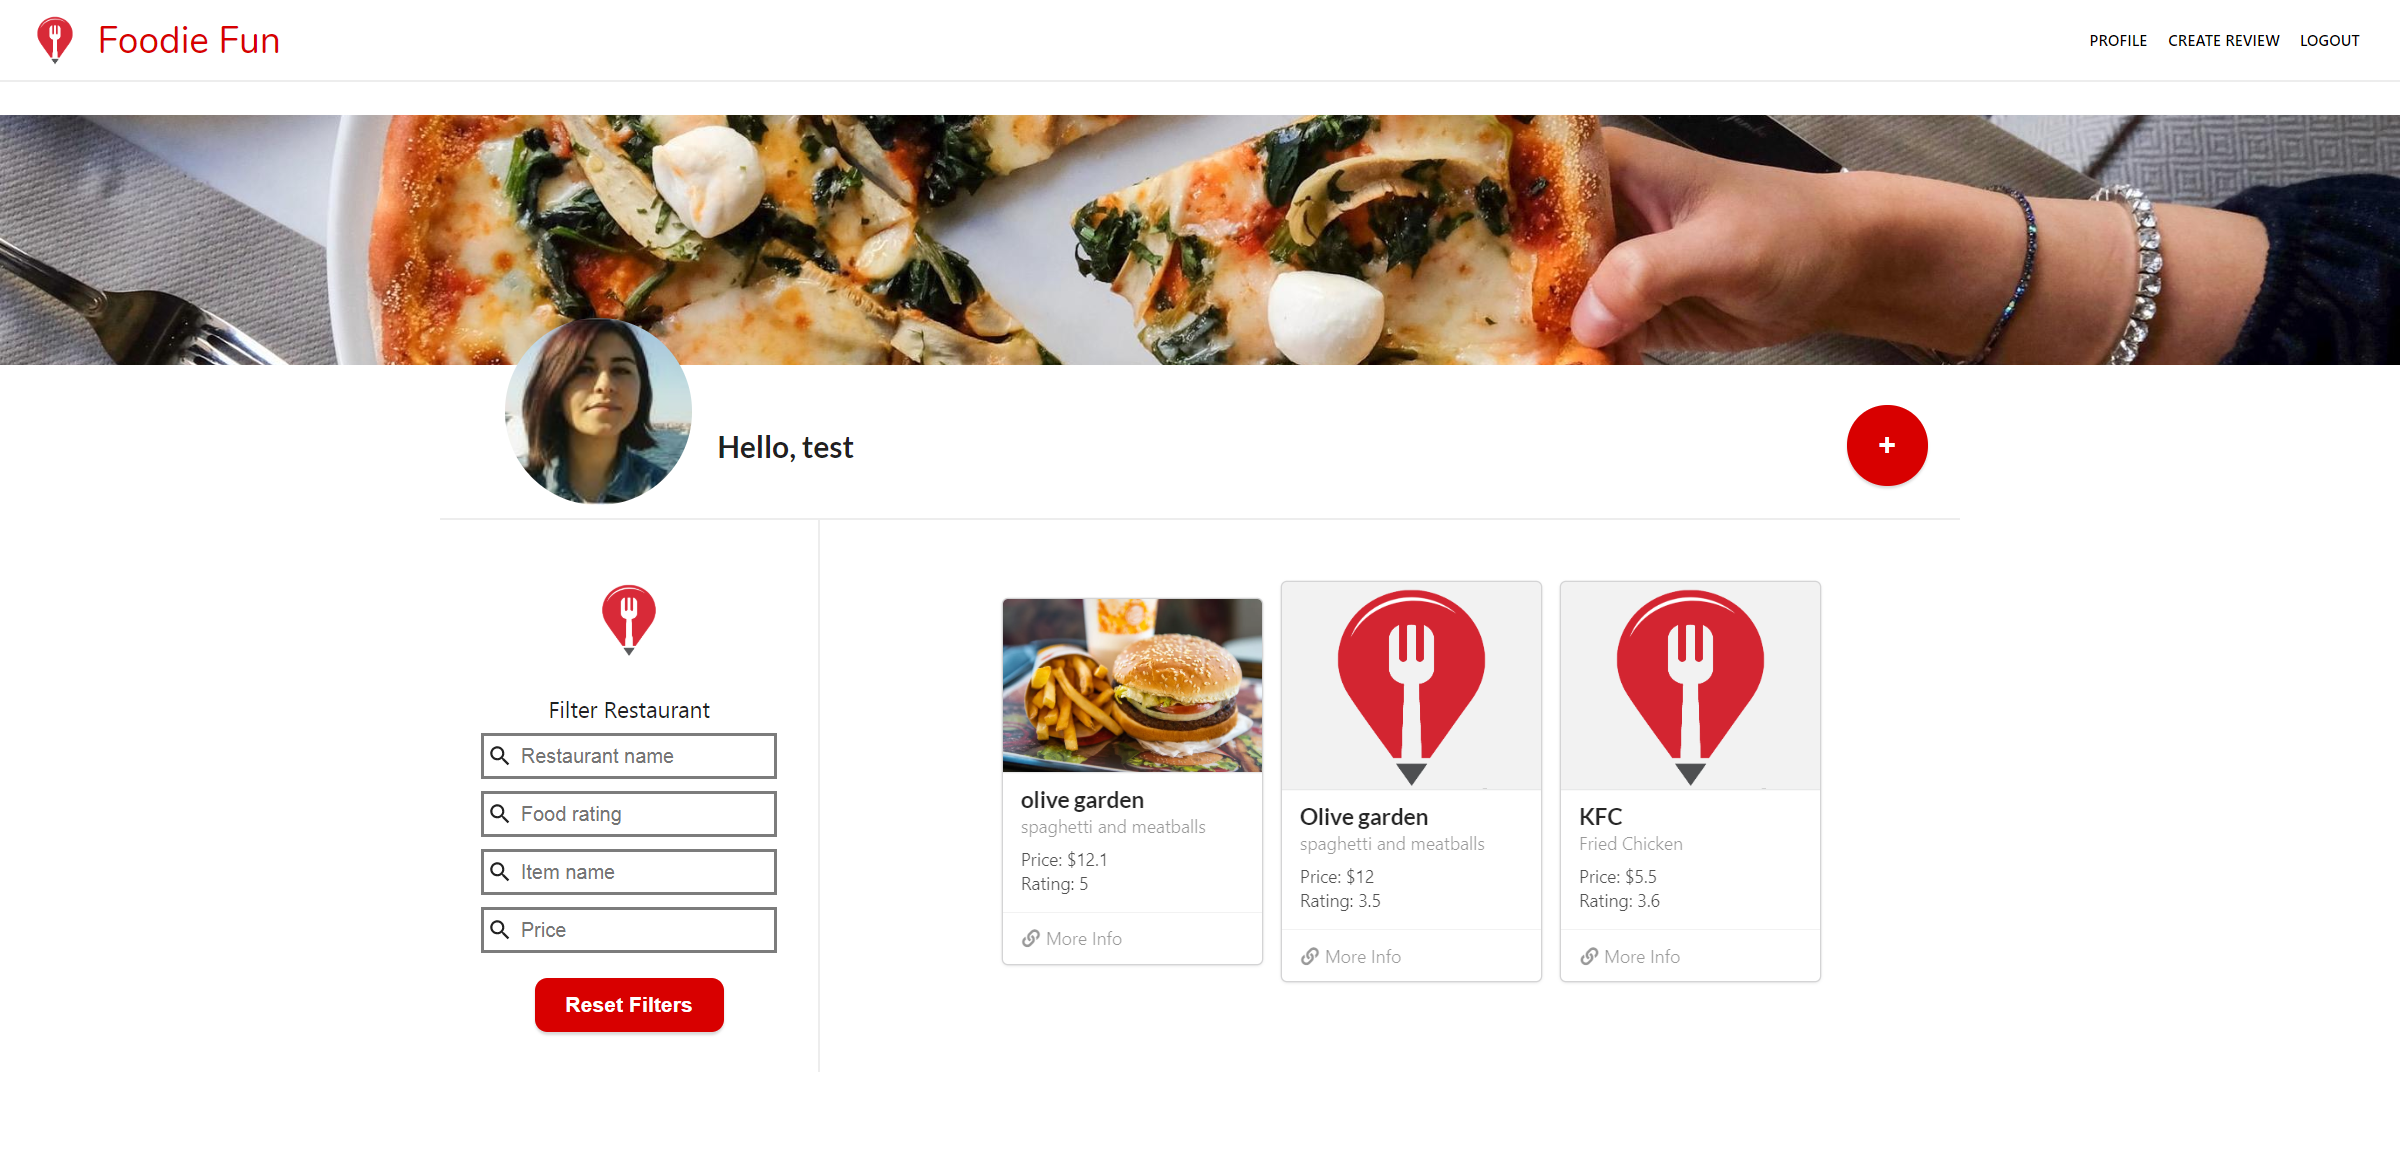 Foodie Fun
PROFILE CREATE REVIEW LOGOUT
Hello, test
+
Filter Restaurant
Restaurant name
Food rating
Item name
Price
Reset Filters
olive garden
spaghetti and meatballs
Price: $12.1
Rating: 5
More Info
Olive garden
spaghetti and meatballs
Price: $12
Rating: 3.5
More Info
KFC
Fried Chicken
Price: $5.5
Rating: 3.6
More Info